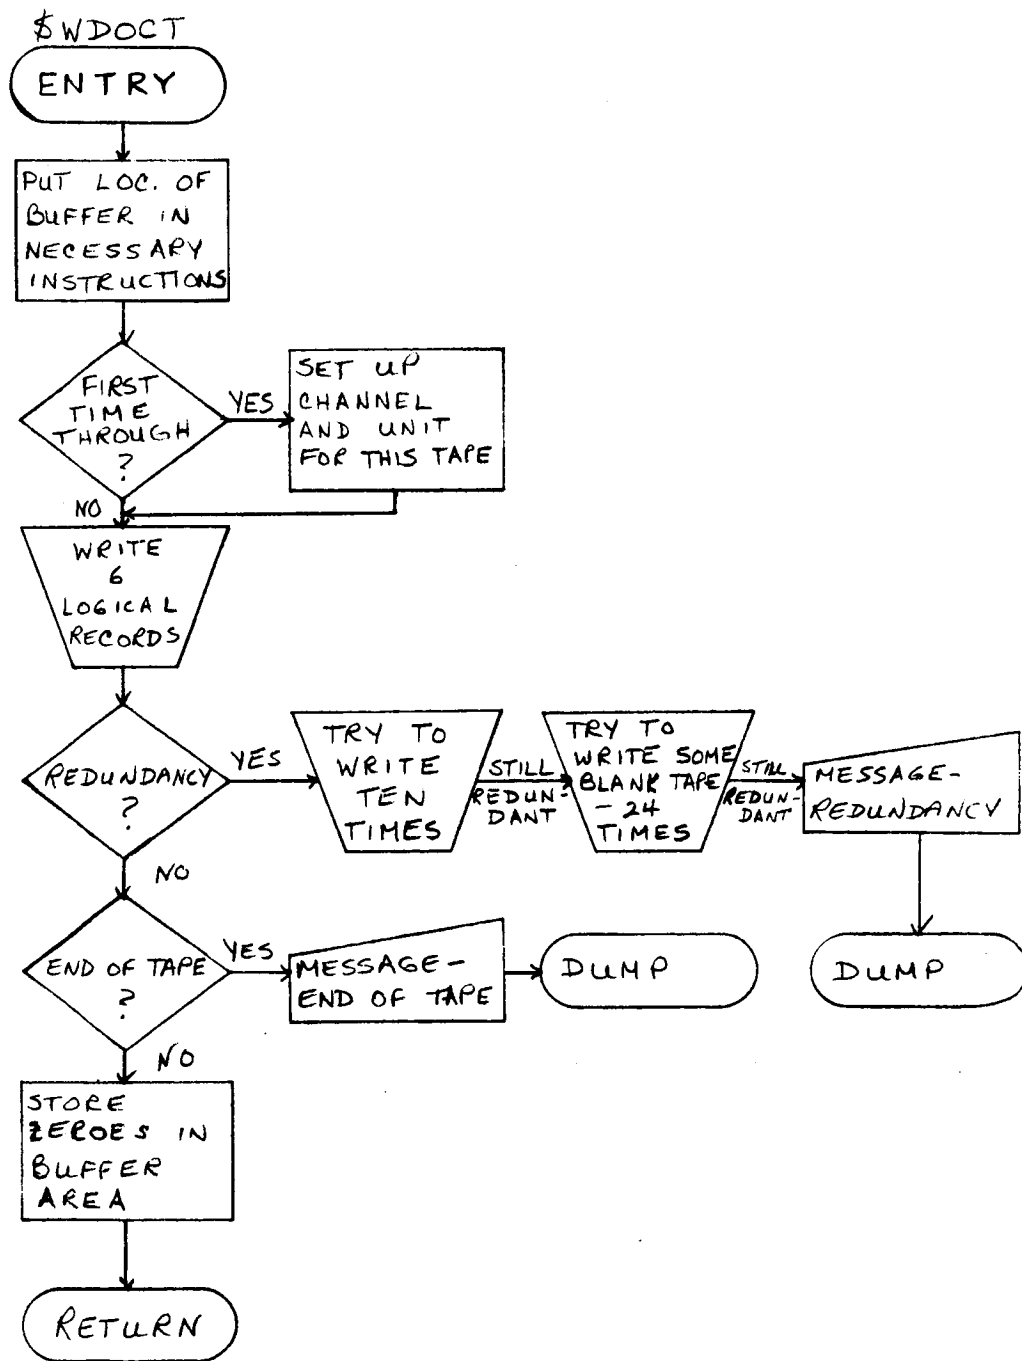 $WDOCT
ENTRY
PUT LOC. OF
BUFFER IN
NECESSARY
INSTRUCTIONS
FIRST
TIME
THROUGH
?
YES
SET UP
CHANNEL
AND UNIT
FOR THIS TAPE
NO
WRITE
6
LOGICAL
RECORDS
REDUNDANCY
?
YES
TRY TO
WRITE
TEN
TIMES
STILL
REDUN-
DANT
TRY TO
WRITE SOME
BLANK TAPE
- 24
TIMES
STILL
REDUN-
DANT
MESSAGE-
REDUNDANCY
DUMP
NO
END OF TAPE
?
YES
MESSAGE-
END OF TAPE
DUMP
NO
STORE
ZEROES IN
BUFFER
AREA
RETURN